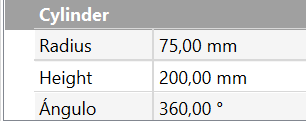 Cylinder
Radius 75,00 mm
Height 200,00 mm
Ángulo 360,00 °